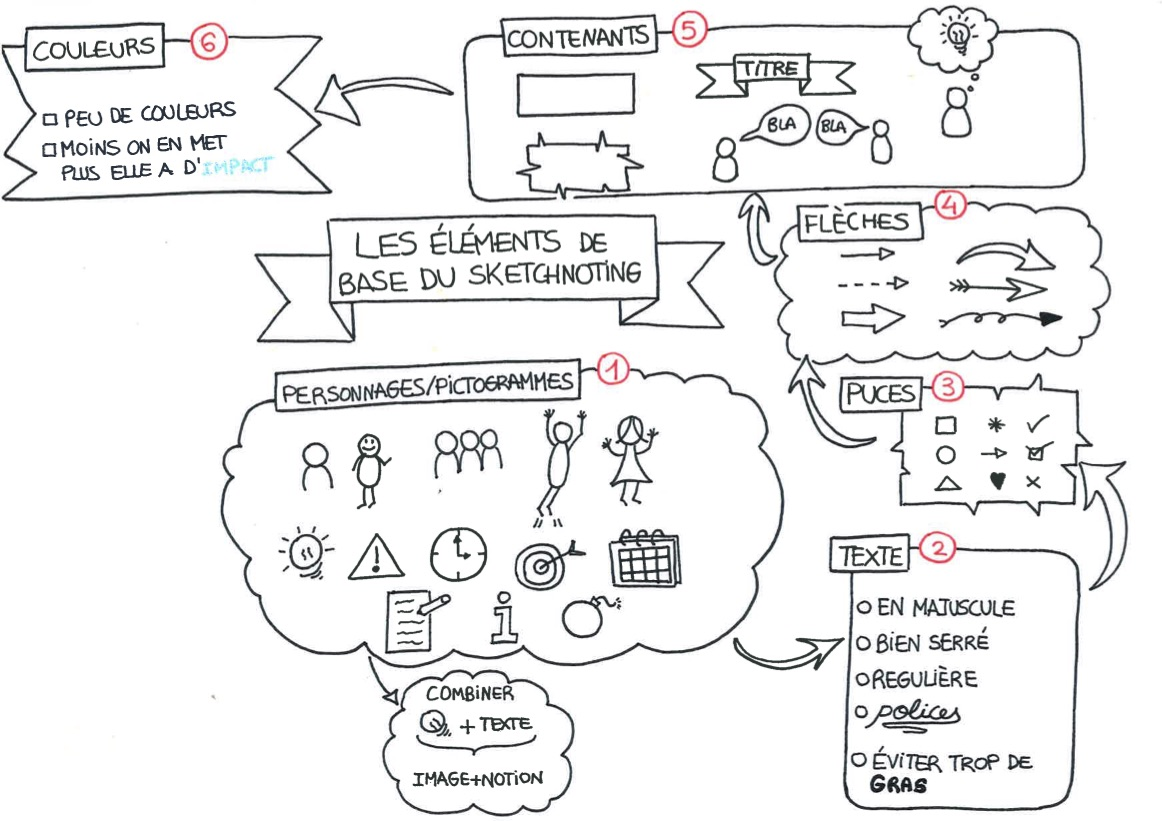 LES ÉLÉMENTS DE
BASE DU SKETCHNOTING
PERSONNAGES/PICTOGRAMMES
1
i
COMBINER
+ TEXTE
IMAGE+NOTION
TEXTE
2
EN MAJUSCULE
BIEN SERRÉ
REGULIÈRE
polices
ÉVITER TROP DE
GRAS
PUCES
3
FLÈCHES
4
CONTENANTS
5
TITRE
BLA
BLA
COULEURS
6
PEU DE COULEURS
MOINS ON EN MET
PLUS ELLE A D'IMPACT